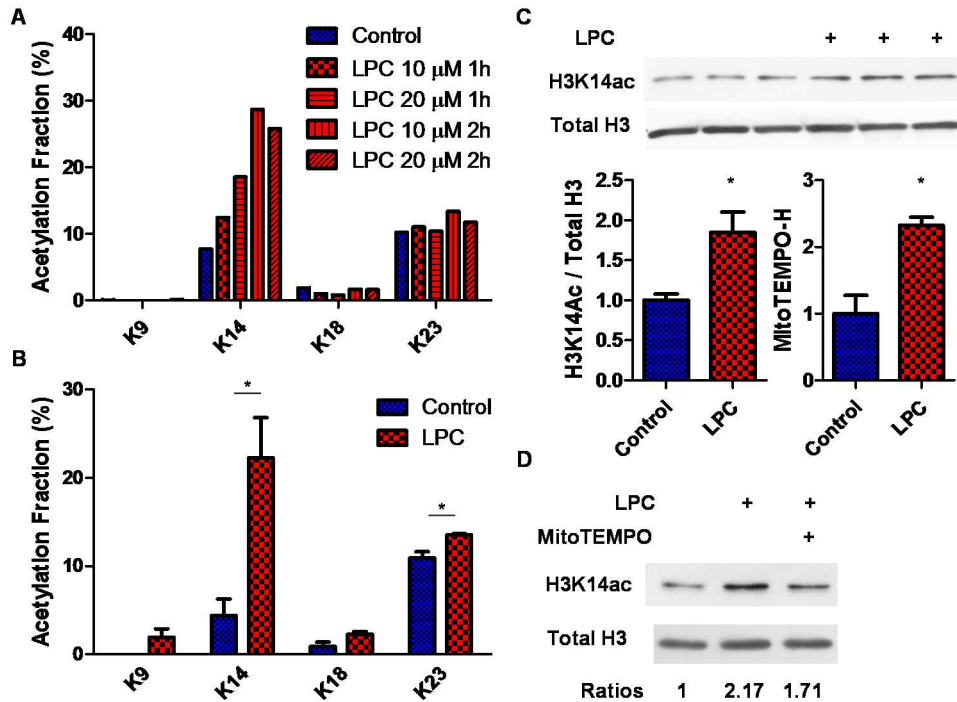 A
Acetylation Fraction (%)
40
30
20
10
0
Control
LPC 10 μM 1h
LPC 20 μM 1h
LPC 10 μM 2h
LPC 20 μM 2h
K9
K14
K18
K23
B
Acetylation Fraction (%)
30
20
10
0
*
*
Control
LPC
K9
K14
K18
K23
C
LPC + + +
H3K14ac
Total H3
H3K14Ac / Total H3
2.5
2.0
1.5
1.0
0.5
0.0
*
Control
LPC
MitoTEMPO-H
3
2
1
0
*
Control
LPC
D
LPC + +
MitoTEMPO +
H3K14ac
Total H3
Ratios 1 2.17 1.71